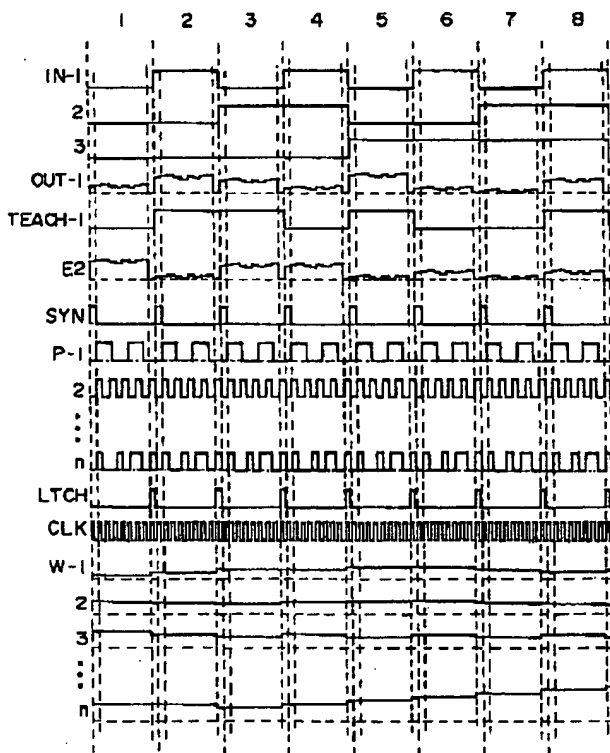 1 2 3 4 5 6 7 8
IN-1
2
3
OUT-1
TEACH-1
E2
SYN
P-1
2
n
LTCH
CLK
W-1
2
3
n